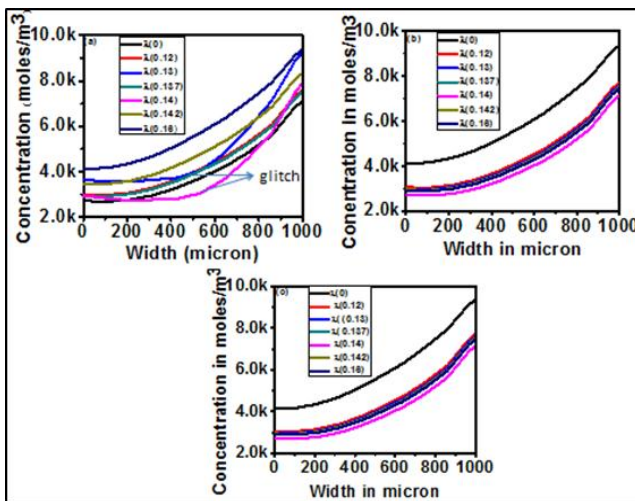 Concentration (moles/m3)
10.0k
8.0k
6.0k
4.0k
2.0k
(a)
λ(0)
λ(0.12)
λ(0.13)
λ(0.137)
λ(0.14)
λ(0.142)
λ(0.16)
glitch
0 200 400 600 800 1000
Width (micron)
Conentration in moles/m3
10.0k
8.0k
6.0k
4.0k
2.0k
(b)
λ(0)
λ(0.12)
λ(0.13)
λ(0.137)
λ(0.14)
λ(0.142)
λ(0.16)
0 200 400 600 800 1000
Width in micron
Concentration in moles/m3
10.0k
8.0k
6.0k
4.0k
2.0k
(c)
λ(0)
λ(0.12)
λ( (0.13)
λ(0.137)
λ(0.14)
λ(0.142)
λ(0.16)
0 200 400 600 800 1000
Width in micron